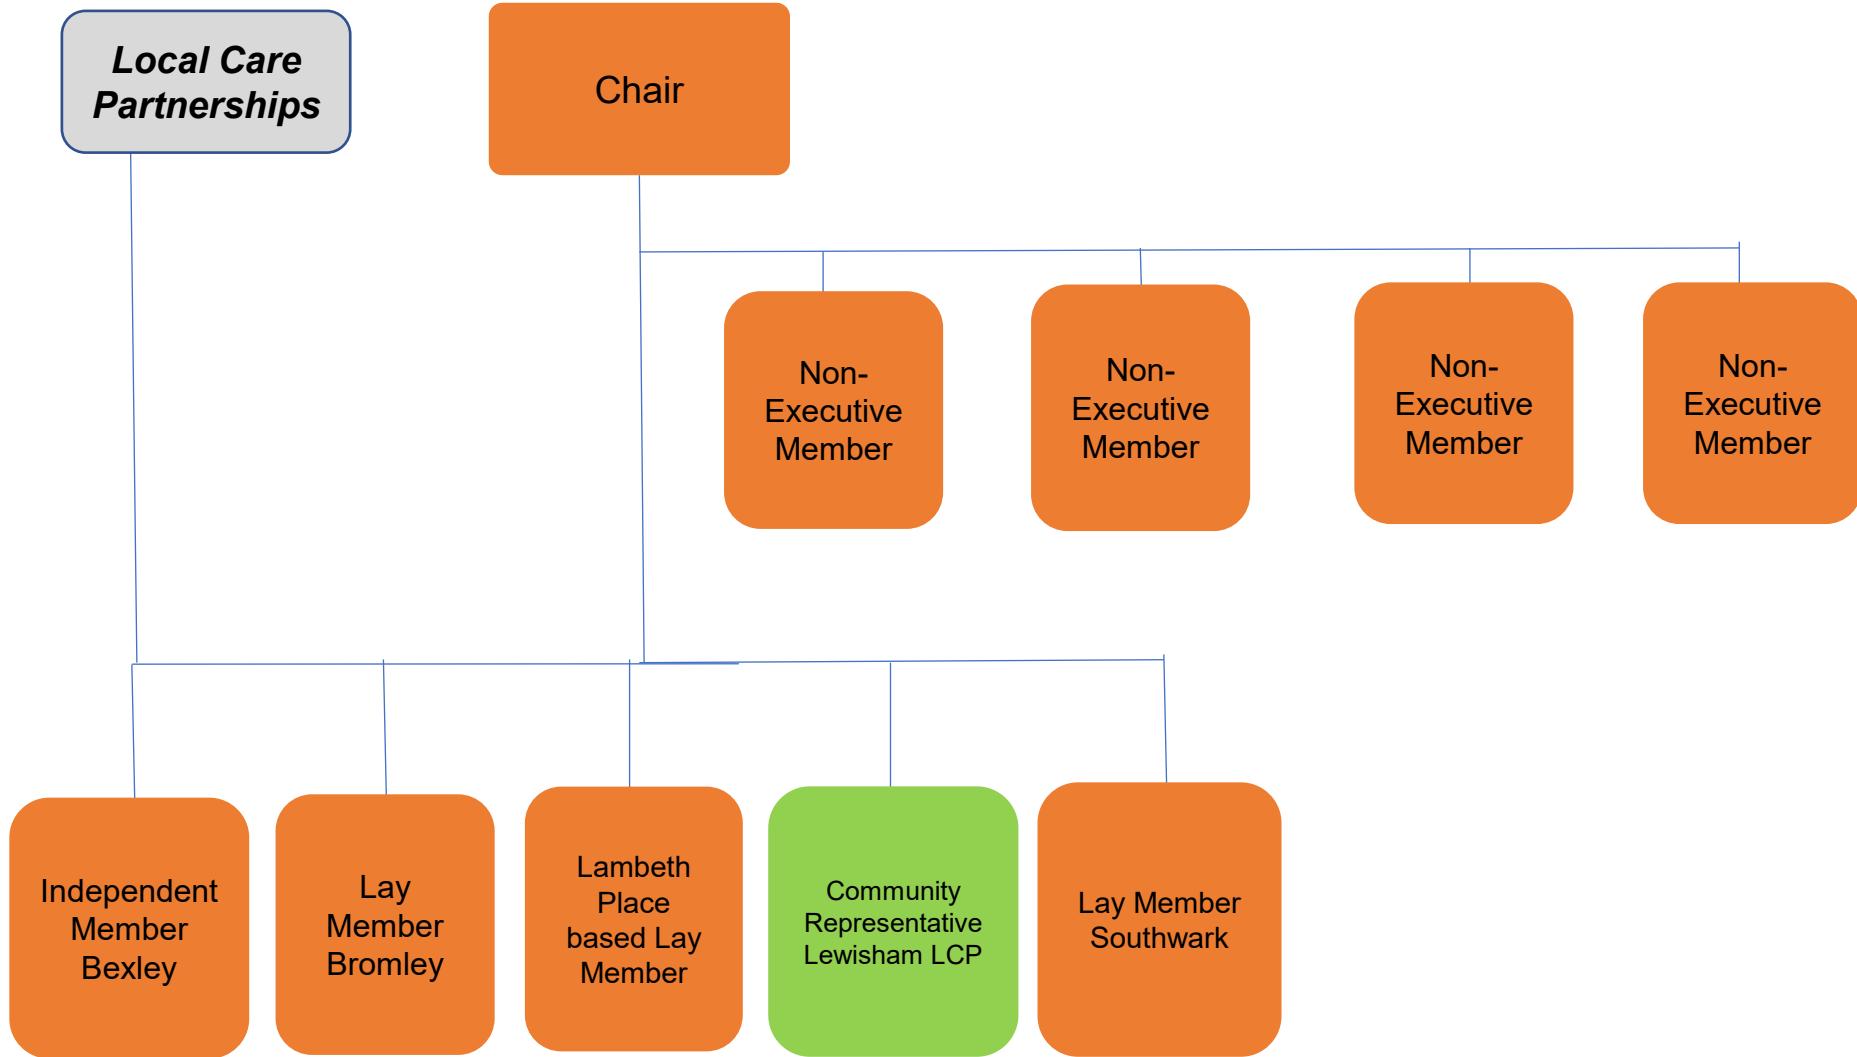 Local Care
Partnerships
Chair
Non-
Executive
Member
Non-
Executive
Member
Non-
Executive
Member
Non-
Executive
Member
Independent
Member
Bexley
Lay
Member
Bromley
Lambeth
Place
based Lay
Member
Community
Representative
Lewisham LCP
Lay Member
Southwark